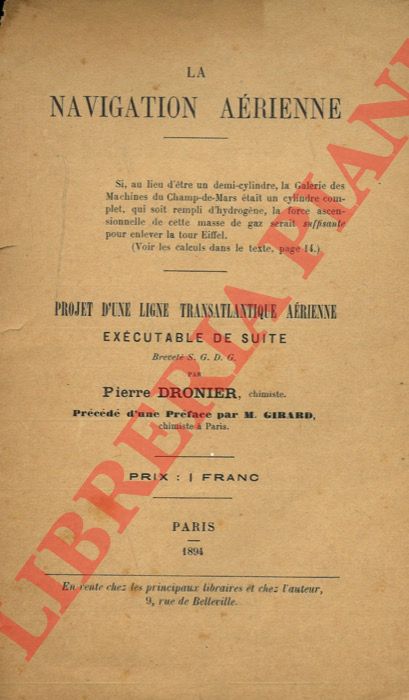 LA
NAVIGATION AÉRIENNE
Si, au lieu d'être un demi-cylindre, la Galerie des
Machines du Champ-de-Mars était un cylindre com-
plet, qui soit rempli d'hydrogène, la force ascen-
sionnelle de cette masse de gaz serait suffisante
pour enlever la tour Eiffel.
(Voir les calculs dans le texte, page 14.)
PROJET D'UNE LIGNE TRANSATLANTIQUE AÉRIENNE
EXÉCUTABLE DE SUITE
Breveté S. G. D. G.
PAR
Pierre DRONIER, chimiste.
Précédé d'une Préface par M. GIRARD,
chimiste à Paris.
PRIX : 1 FRANC
PARIS
1894
En vente chez les principaux libraires et chez l'auteur,
9, rue de Belleville.
LIBRERIA PIANI